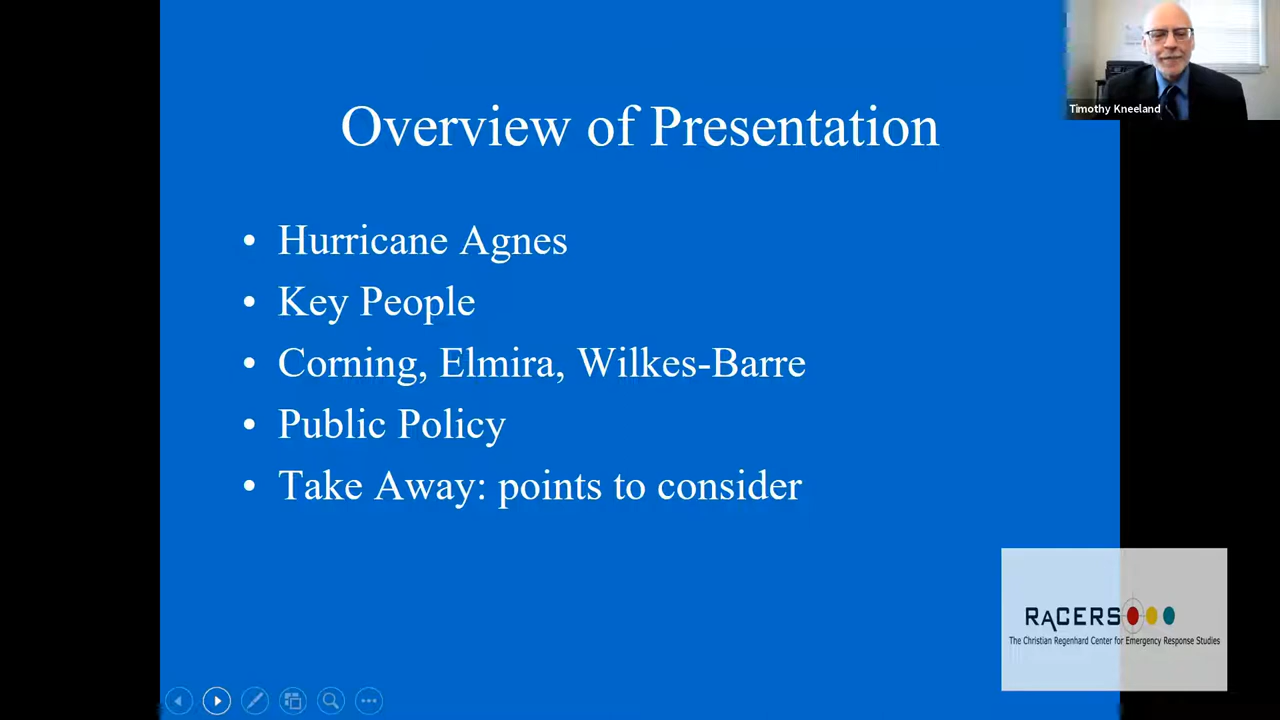 Timothy Kneeland
Overview of Presentation
• Hurricane Agnes
• Key People
• Corning, Elmira, Wilkes-Barre
• Public Policy
• Take Away: points to consider
RaCERS
The Christian Regenhard Center for Emergency Response Studies